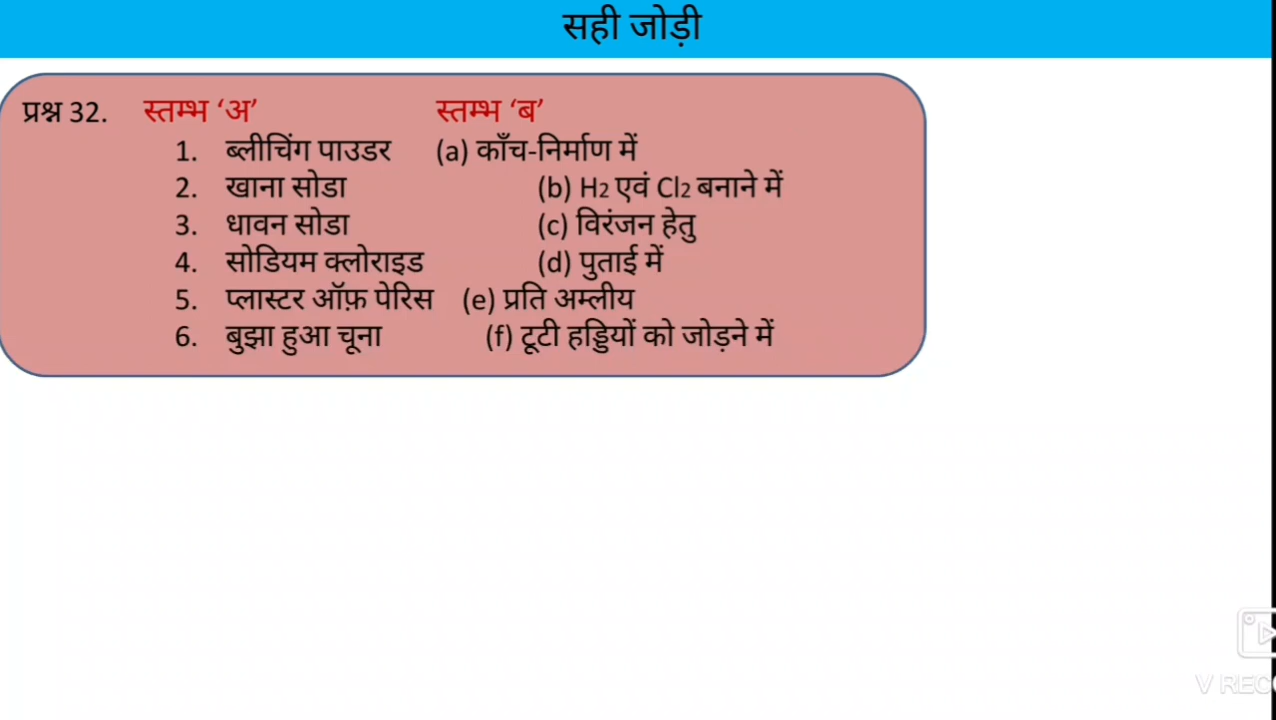 सही जोड़ी
प्रश्न 32. स्तम्भ ‘अ’ स्तम्भ ‘ब’
1. ब्लीचिंग पाउडर (a) काँच-निर्माण में
2. खाना सोडा (b) H2 एवं Cl2 बनाने में
3. धावन सोडा (c) विरंजन हेतु
4. सोडियम क्लोराइड (d) पुताई में
5. प्लास्टर ऑफ़ पेरिस (e) प्रति अम्लीय
6. बुझा हुआ चूना (f) टूटी हड्डियों को जोड़ने में